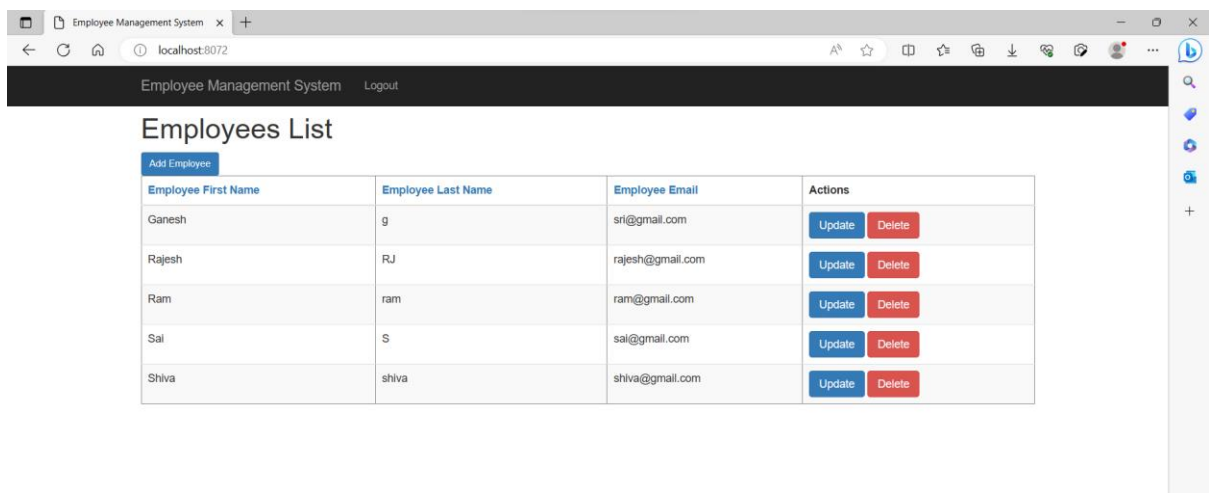 Employee Management System
localhost:8072
Employee Management System Logout
Employees List
Add Employee
Employee First Name Employee Last Name Employee Email Actions
Ganesh g sri@gmail.com Update Delete
Rajesh RJ rajesh@gmail.com Update Delete
Ram ram ram@gmail.com Update Delete
Sai S sai@gmail.com Update Delete
Shiva shiva shiva@gmail.com Update Delete